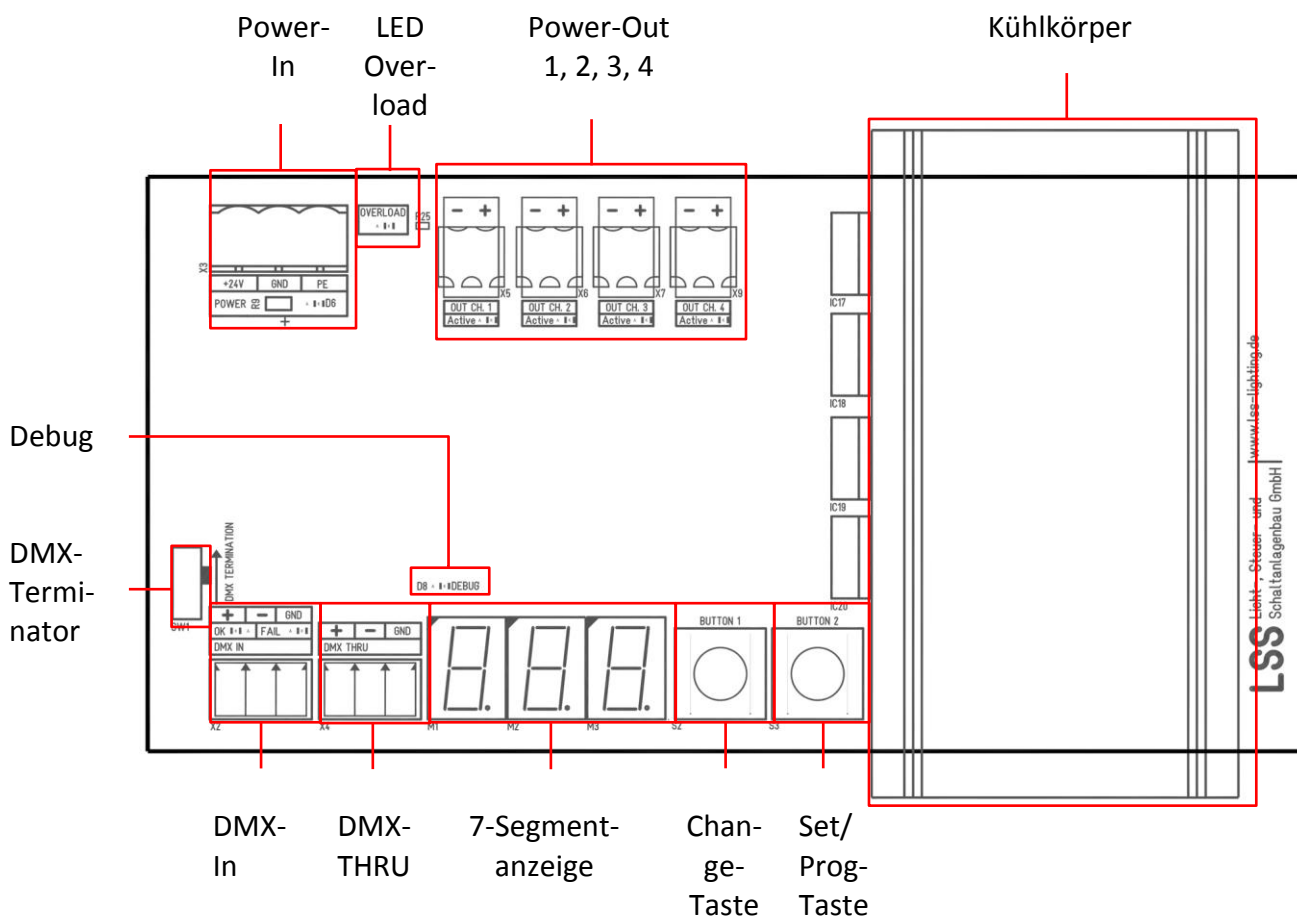 Power-
In
LED
Over-
load
Power-Out
1, 2, 3, 4
Kühlkörper
OVERLOAD
R25
- +
- +
- +
- +
X3
+24V GND PE
POWER R9 D6
+
X5
X6
X7
X9
OUT CH. 1
Active
OUT CH. 2
Active
OUT CH. 3
Active
OUT CH. 4
Active
IC17
IC18
IC19
IC20
www.lss-lighting.de
LSS
Licht-, Steuer- und
Schaltanlagenbau GmbH
Debug
DMX-
Termi-
nator
DMX TERMINATION
SW1
D8 DEBUG
+ - GND
OK FAIL
DMX IN
X2
+ - GND
DMX THRU
X4
M1
M2
M3
BUTTON 1
S2
BUTTON 2
S3
DMX-
In
DMX-
THRU
7-Segment-
anzeige
Chan-
ge-
Taste
Set/
Prog-
Taste